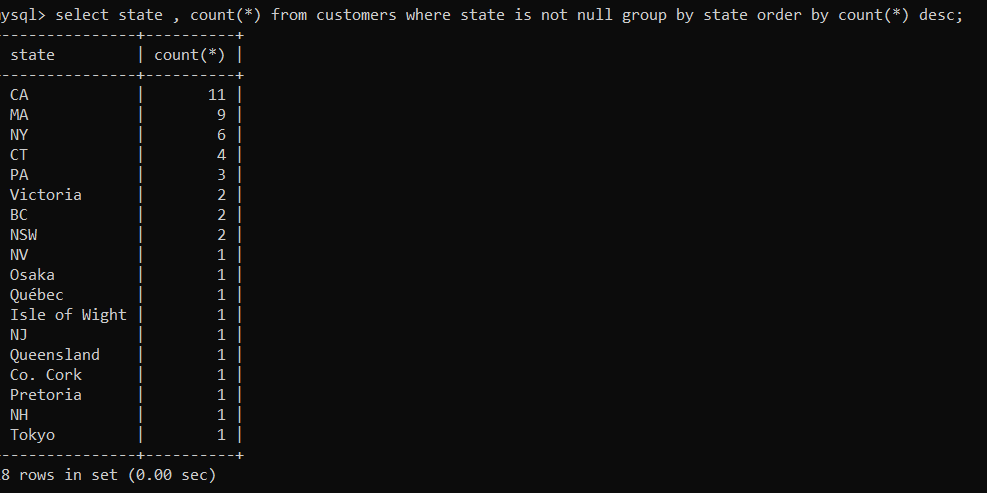 mysql> select state , count(*) from customers where state is not null group by state order by count(*) desc;
---------------+----------+
state | count(*) |
---------------+----------+
CA | 11 |
MA | 9 |
NY | 6 |
CT | 4 |
PA | 3 |
Victoria | 2 |
BC | 2 |
NSW | 2 |
NV | 1 |
Osaka | 1 |
Québec | 1 |
Isle of Wight | 1 |
NJ | 1 |
Queensland | 1 |
Co. Cork | 1 |
Pretoria | 1 |
NH | 1 |
Tokyo | 1 |
---------------+----------+
8 rows in set (0.00 sec)